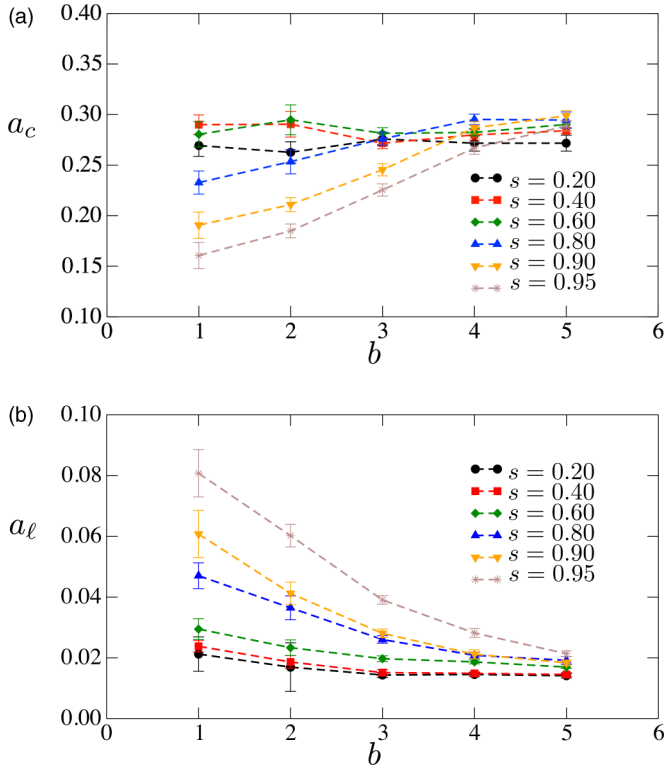 (a)
0.40
0.35
0.30
0.25
0.20
0.15
0.10
a_c
s = 0.20
s = 0.40
s = 0.60
s = 0.80
s = 0.90
s = 0.95
0 1 2 3 4 5 6
b
(b)
0.10
0.08
0.06
0.04
0.02
0.00
a_ℓ
s = 0.20
s = 0.40
s = 0.60
s = 0.80
s = 0.90
s = 0.95
0 1 2 3 4 5 6
b